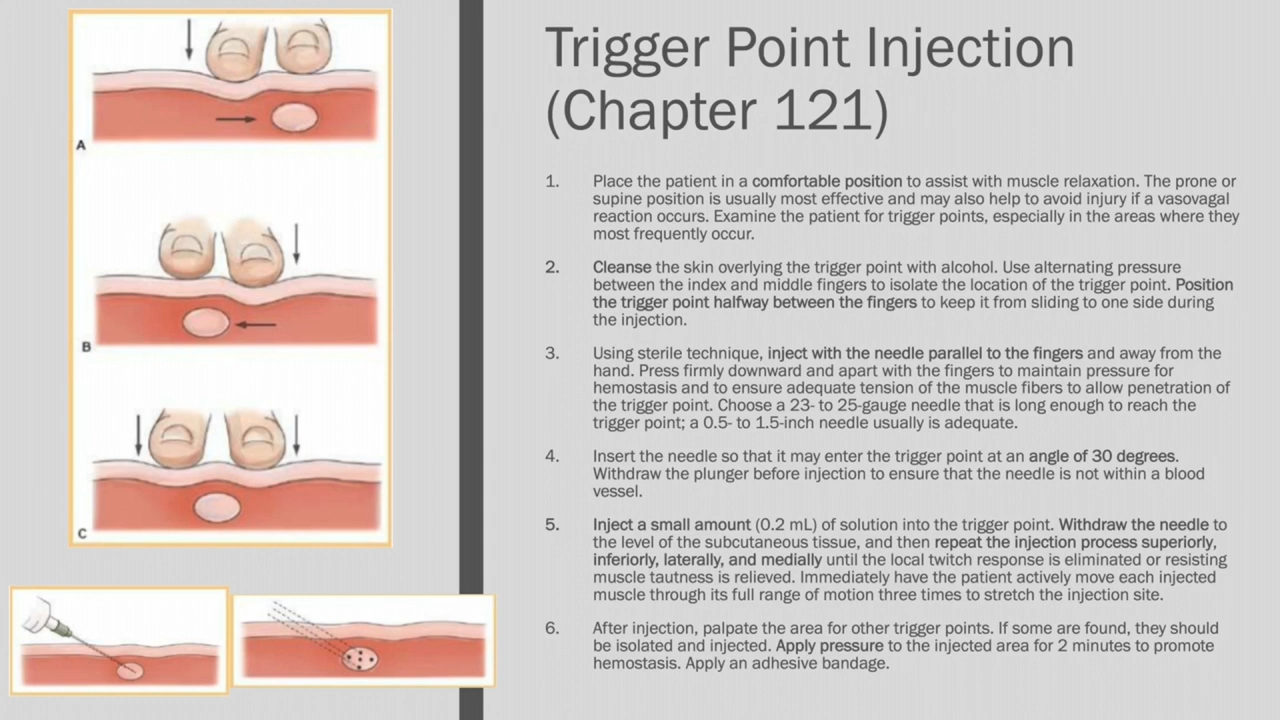 A
B
C
Trigger Point Injection
(Chapter 121)
1. Place the patient in a comfortable position to assist with muscle relaxation. The prone or
supine position is usually most effective and may also help to avoid injury if a vasovagal
reaction occurs. Examine the patient for trigger points, especially in the areas where they
most frequently occur.
2. Cleanse the skin overlying the trigger point with alcohol. Use alternating pressure
between the index and middle fingers to isolate the location of the trigger point. Position
the trigger point halfway between the fingers to keep it from sliding to one side during
the injection.
3. Using sterile technique, inject with the needle parallel to the fingers and away from the
hand. Press firmly downward and apart with the fingers to maintain pressure for
hemostasis and to ensure adequate tension of the muscle fibers to allow penetration of
the trigger point. Choose a 23- to 25-gauge needle that is long enough to reach the
trigger point; a 0.5- to 1.5-inch needle usually is adequate.
4. Insert the needle so that it may enter the trigger point at an angle of 30 degrees.
Withdraw the plunger before injection to ensure that the needle is not within a blood
vessel.
5. Inject a small amount (0.2 mL) of solution into the trigger point. Withdraw the needle to
the level of the subcutaneous tissue, and then repeat the injection process superiorly,
inferiorly, laterally, and medially until the local twitch response is eliminated or resisting
muscle tautness is relieved. Immediately have the patient actively move each injected
muscle through its full range of motion three times to stretch the injection site.
6. After injection, palpate the area for other trigger points. If some are found, they should
be isolated and injected. Apply pressure to the injected area for 2 minutes to promote
hemostasis. Apply an adhesive bandage.